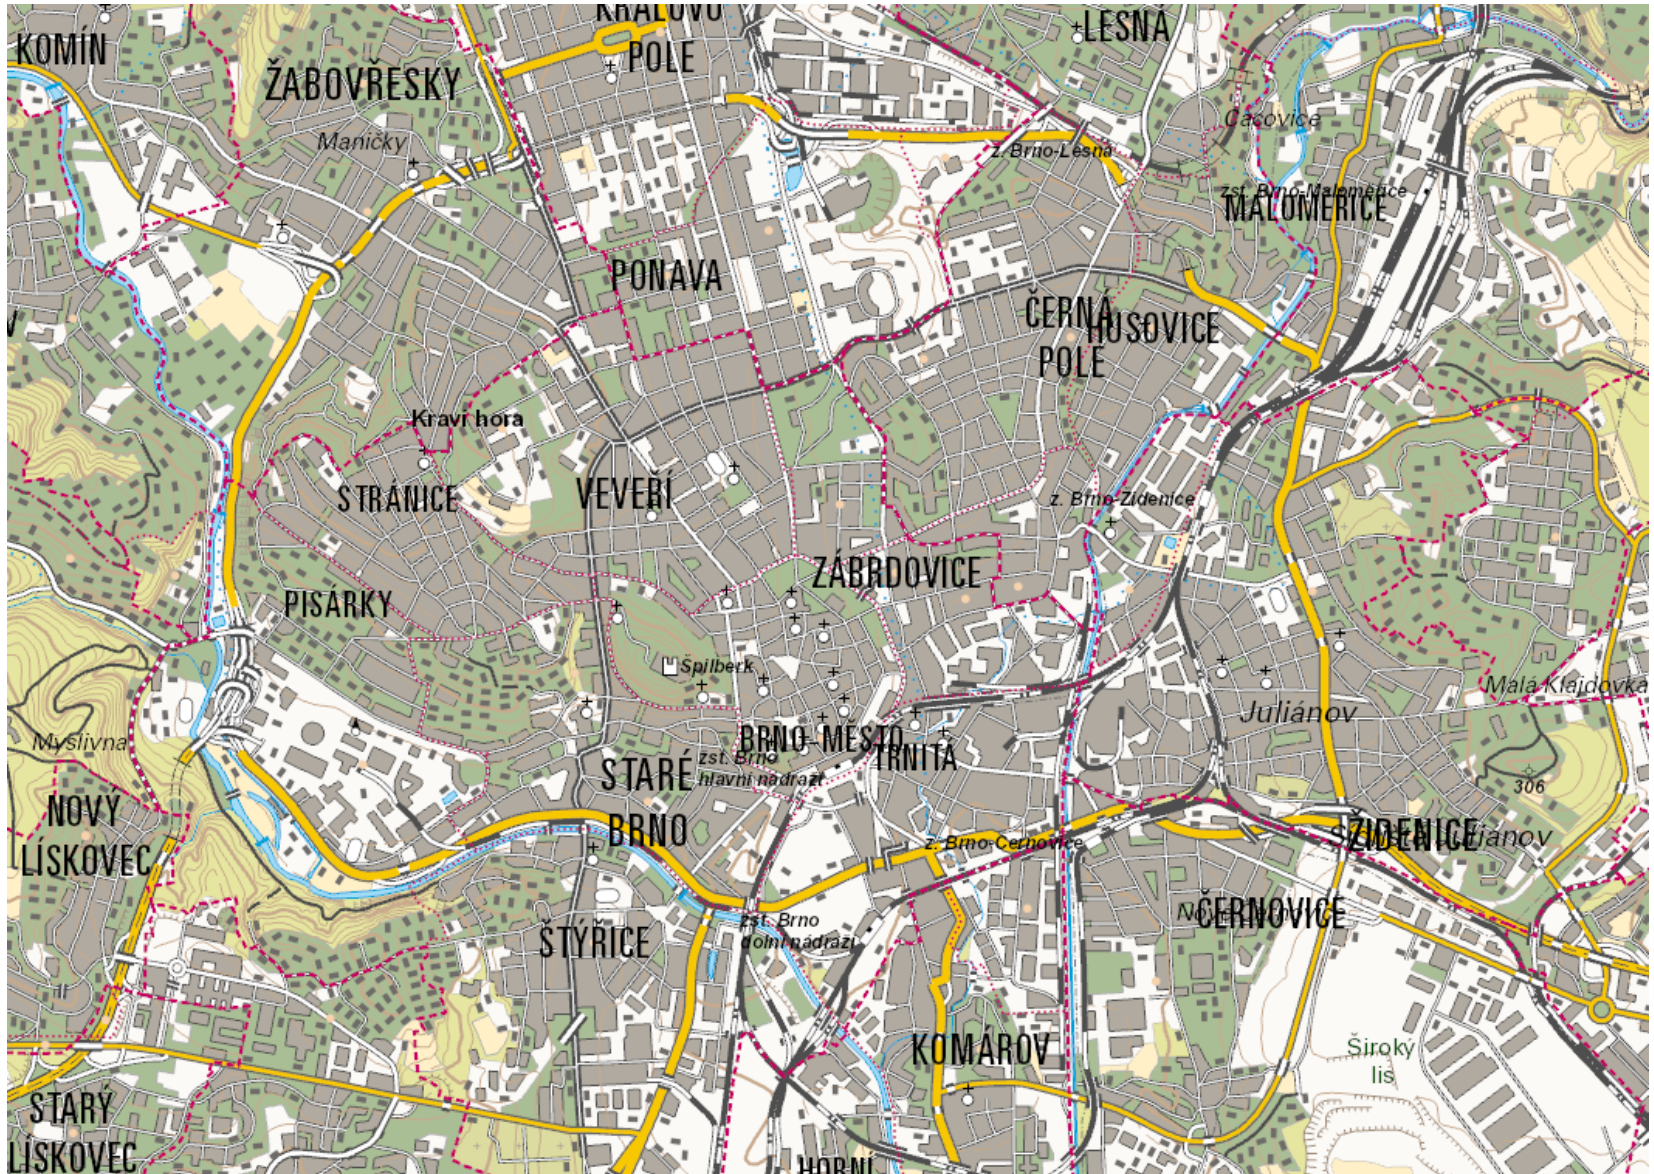 KRÁLOVO
POLE
LESNÁ
KOMÍN
ŽABOVŘESKY
Maničky
Cacovice
z. Brno-Lesná
zst. Brno-Maloměřice
MALOMĚŘICE
PONAVA
ČERNÁ
POLE
HUSOVICE
V
Kraví hora
STRÁNICE
VEVEŘÍ
z. Brno-Židenice
ZÁBRDOVICE
PISÁRKY
Špilberk
Malá Klajdovka
Juliánov
Myslivna
BRNO-MĚSTO
TRNITÁ
zst. Brno
hlavní nádraží
STARÉ
BRNO
306
NOVÝ
LÍSKOVEC
z. Brno-Černovice
ŽIDENICE
ČERNOVICE
zst. Brno
dolní nádraží
ŠTÝŘICE
KOMÁROV
Široký
lis
STARÝ
LÍSKOVEC
HORNÍ